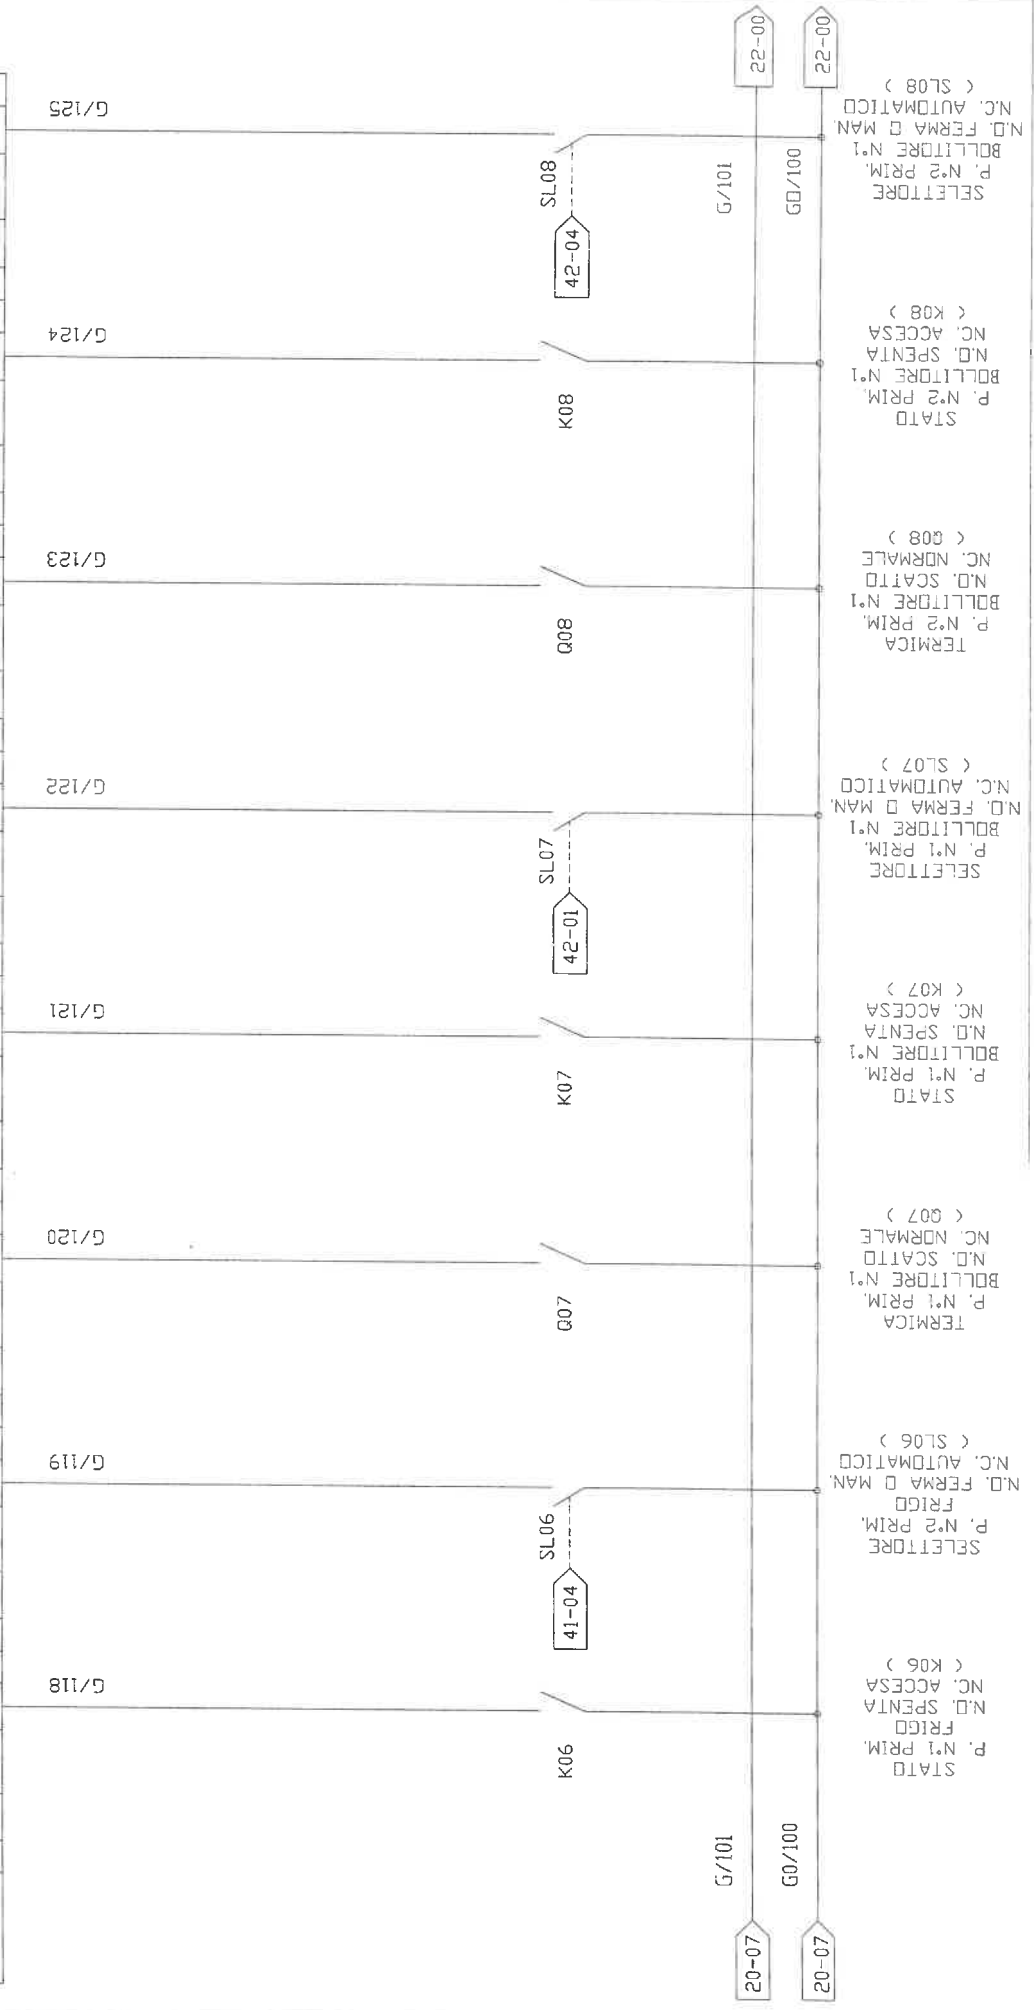 G/118
G/119
G/120
G/121
G/122
G/123
G/124
G/125
K06
SL06
41-04
Q07
K07
SL07
42-01
Q08
K08
SL08
42-04
20-07
G/101
G/101
22-00
20-07
G0/100
G0/100
22-00
STATO
P. N°1 PRIM.
FRIGO
N.O. SPENTA
NC. ACCESA
( K06 )
SELETTORE
P. N°2 PRIM.
FRIGO
N.O. FERMA O MAN.
N.C. AUTOMATICO
( SL06 )
TERMICA
P. N°1 PRIM.
BOLLITORE N°1
N.O. SCATTO
NC. NORMALE
( Q07 )
STATO
P. N°1 PRIM.
BOLLITORE N°1
N.O. SPENTA
NC. ACCESA
( K07 )
SELETTORE
P. N°1 PRIM.
BOLLITORE N°1
N.O. FERMA O MAN.
N.C. AUTOMATICO
( SL07 )
TERMICA
P. N°2 PRIM.
BOLLITORE N°1
N.O. SCATTO
NC. NORMALE
( Q08 )
STATO
P. N°2 PRIM.
BOLLITORE N°1
N.O. SPENTA
NC. ACCESA
( K08 )
SELETTORE
P. N°2 PRIM.
BOLLITORE N°1
N.O. FERMA O MAN.
N.C. AUTOMATICO
( SL08 )